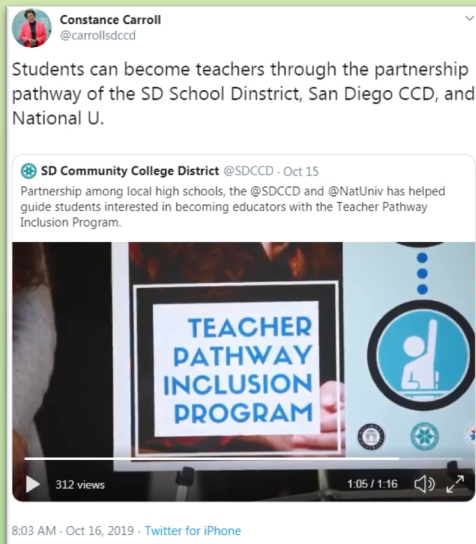 Constance Carroll
@carrollsdccd
Students can become teachers through the partnership
pathway of the SD School Dinstrict, San Diego CCD, and
National U.
SD Community College District @SDCCD · Oct 15
Partnership among local high schools, the @SDCCD and @NatUniv has helped
guide students interested in becoming educators with the Teacher Pathway
Inclusion Program.
TEACHER
PATHWAY
INCLUSION
PROGRAM
312 views
1:05 / 1:16
8:03 AM · Oct 16, 2019 · Twitter for iPhone